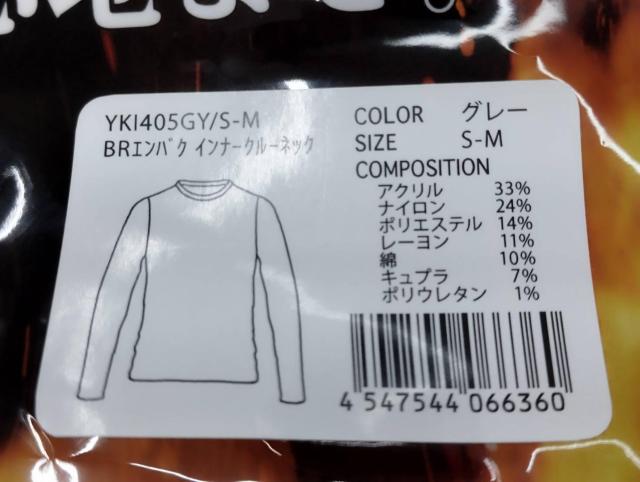 YKI405GY/S-M
BRｴﾝﾊﾞｸ ｲﾝﾅｰｸﾙｰﾈｯｸ
COLOR グレー
SIZE S-M
COMPOSITION
アクリル 33%
ナイロン 24%
ポリエステル 14%
レーヨン 11%
綿 10%
キュプラ 7%
ポリウレタン 1%
4 547544 066360